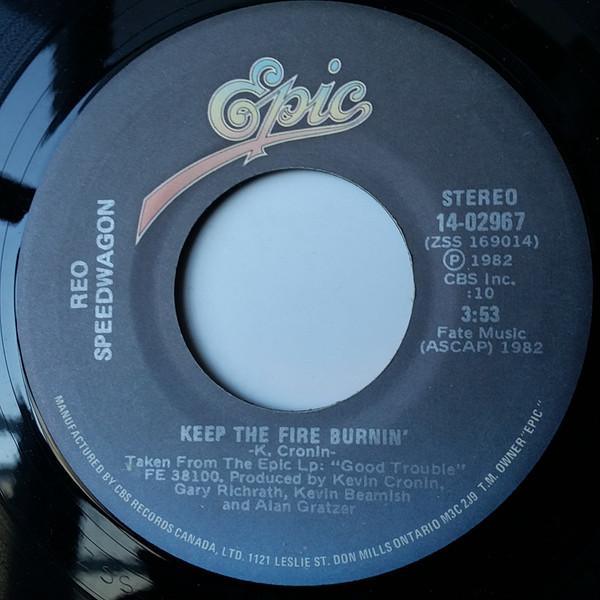 Epic
REO
SPEEDWAGON
STEREO
14-02967
(ZSS 169014)
Ⓟ 1982
CBS Inc.
:10
3:53
Fate Music
(ASCAP) 1982
KEEP THE FIRE BURNIN'
-K. Cronin-
Taken From The Epic Lp: "Good Trouble"
FE 38100. Produced by Kevin Cronin,
Gary Richrath, Kevin Beamish
and Alan Gratzer
MANUFACTURED BY CBS RECORDS CANADA, LTD. 1121 LESLIE ST. DON MILLS ONTARIO M3C 2J9 T.M. OWNER "EPIC"
SS